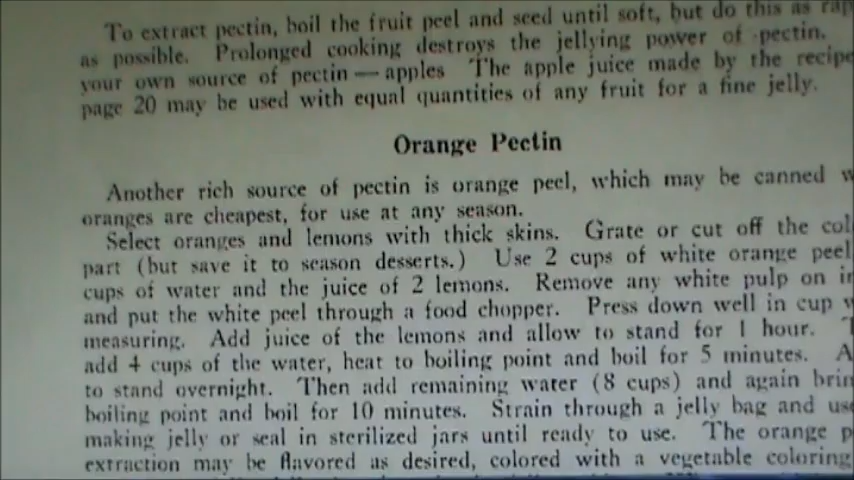 To extract pectin, boil the fruit peel and seed until soft, but do this as rap
as possible. Prolonged cooking destroys the jellying power of pectin.
your own source of pectin — apples The apple juice made by the recipe
page 20 may be used with equal quantities of any fruit for a fine jelly.
Orange Pectin
Another rich source of pectin is orange peel, which may be canned w
oranges are cheapest, for use at any season.
Select oranges and lemons with thick skins. Grate or cut off the col
part (but save it to season desserts.) Use 2 cups of white orange peel
cups of water and the juice of 2 lemons. Remove any white pulp on in
and put the white peel through a food chopper. Press down well in cup w
measuring. Add juice of the lemons and allow to stand for 1 hour. T
add 4 cups of the water, heat to boiling point and boil for 5 minutes. A
to stand overnight. Then add remaining water (8 cups) and again brin
boiling point and boil for 10 minutes. Strain through a jelly bag and use
making jelly or seal in sterilized jars until ready to use. The orange p
extraction may be flavored as desired, colored with a vegetable coloring